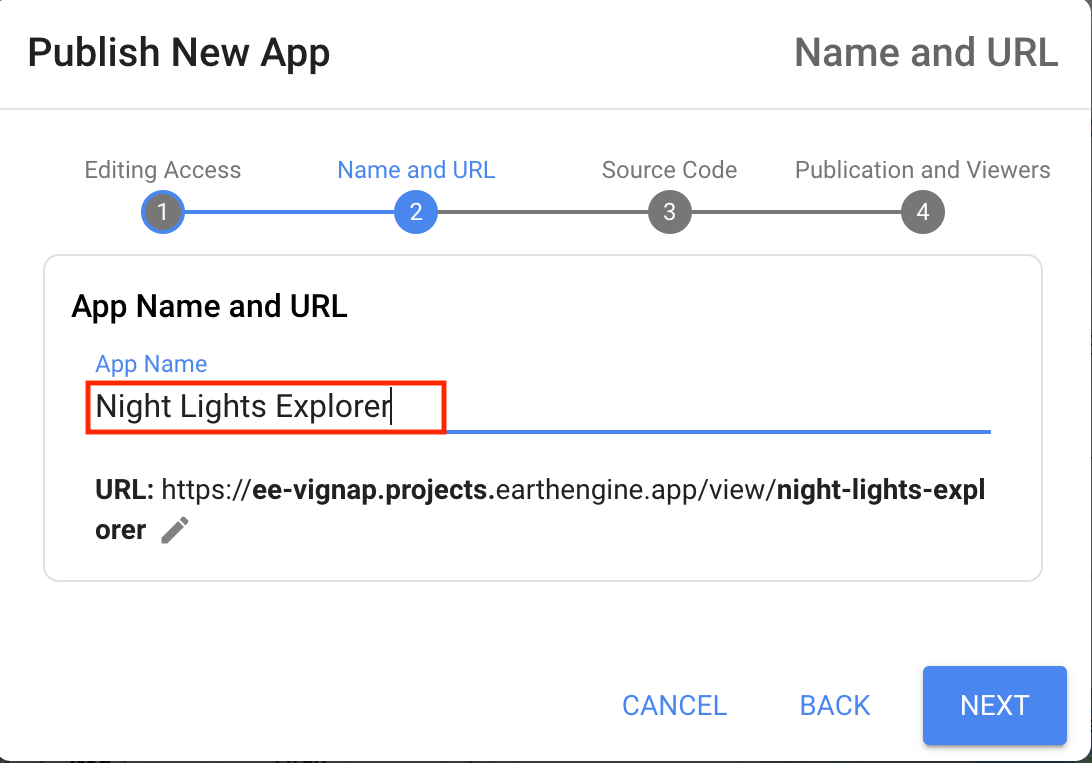 Publish New App
Name and URL
Editing Access
Name and URL
Source Code
Publication and Viewers
1
2
3
4
App Name and URL
App Name
Night Lights Explorer
URL: https://ee-vignap.projects.earthengine.app/view/night-lights-expl
orer
CANCEL
BACK
NEXT